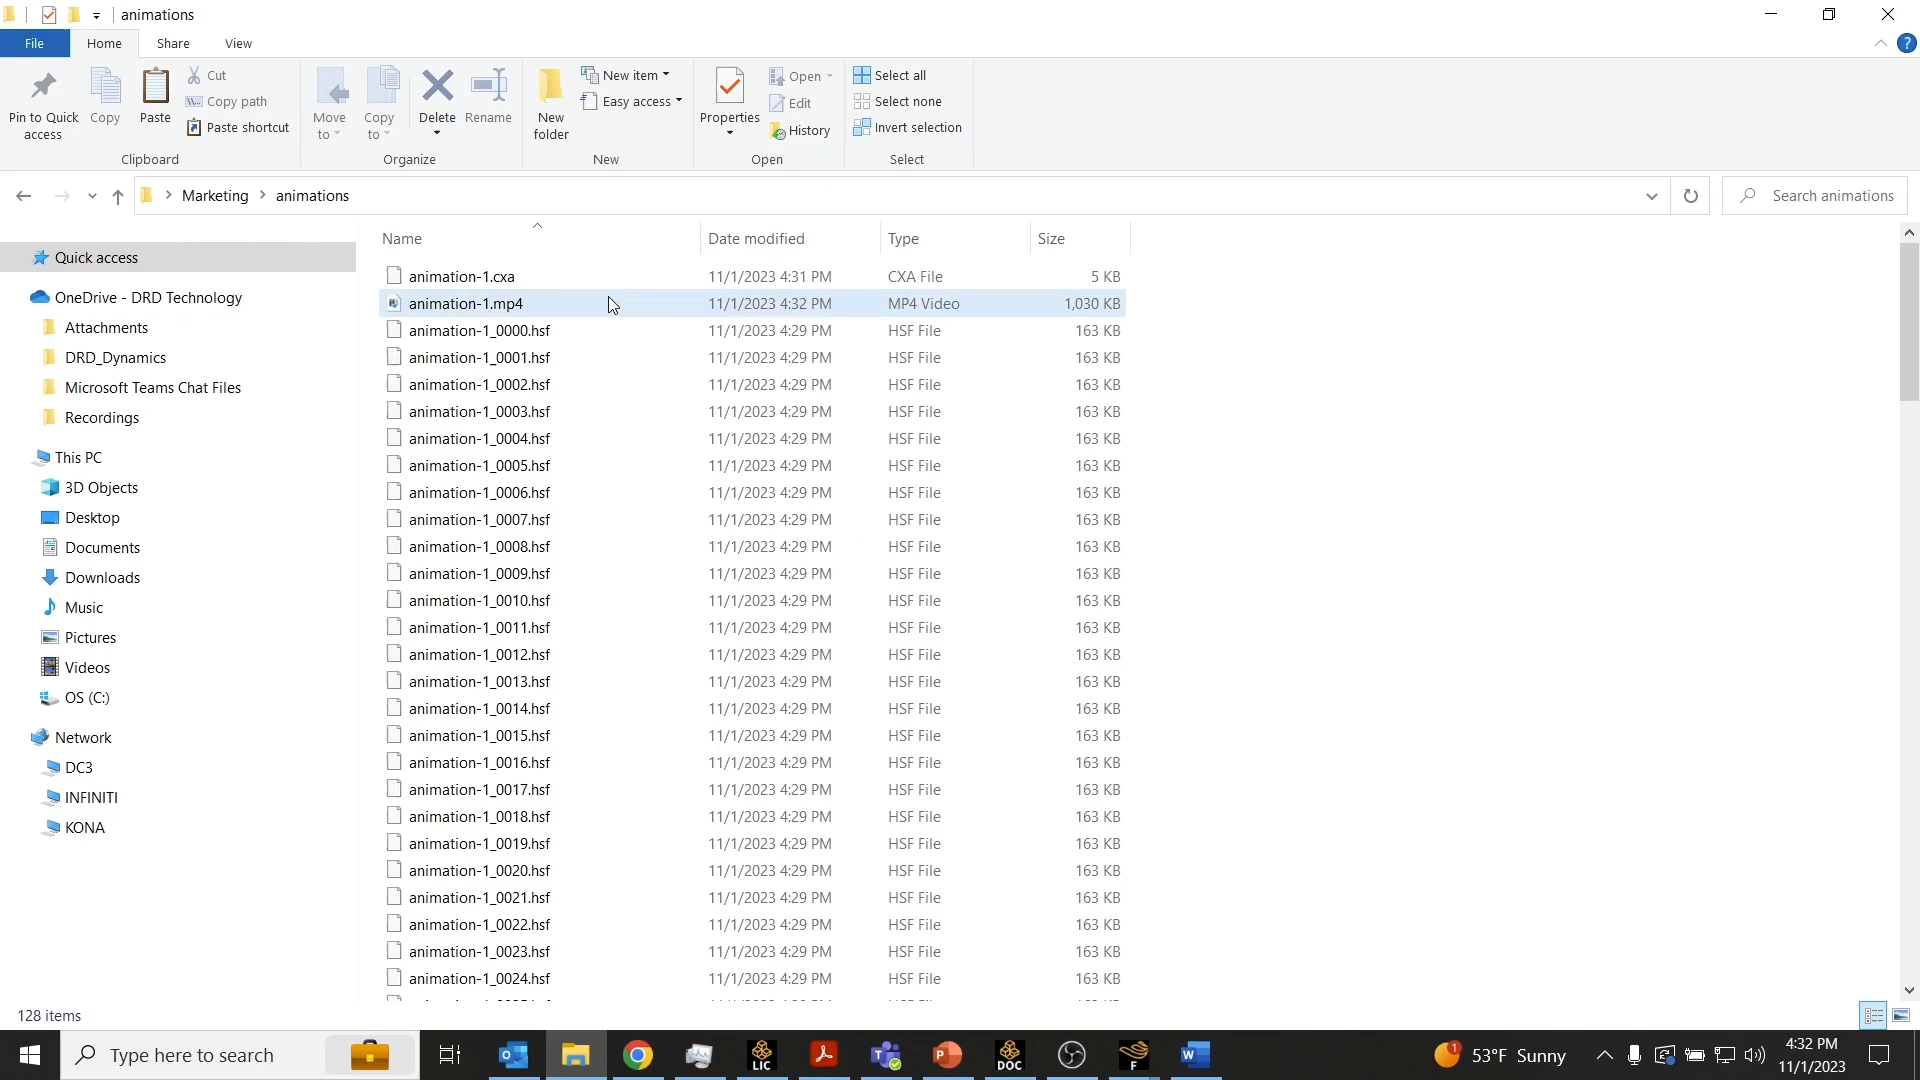 animations
File Home Share View
Pin to Quick access
Copy
Paste
Cut
Copy path
Paste shortcut
Clipboard
Move to
Copy to
Delete
Rename
Organize
New folder
New item
Easy access
New
Properties
Open
Edit
History
Open
Select all
Select none
Invert selection
Select
Marketing > animations
Search animations
Name Date modified Type Size
Quick access
OneDrive - DRD Technology
Attachments
DRD_Dynamics
Microsoft Teams Chat Files
Recordings
This PC
3D Objects
Desktop
Documents
Downloads
Music
Pictures
Videos
OS (C:)
Network
DC3
INFINITI
KONA
animation-1.cxa 11/1/2023 4:31 PM CXA File 5 KB
animation-1.mp4 11/1/2023 4:32 PM MP4 Video 1,030 KB
animation-1_0000.hsf 11/1/2023 4:29 PM HSF File 163 KB
animation-1_0001.hsf 11/1/2023 4:29 PM HSF File 163 KB
animation-1_0002.hsf 11/1/2023 4:29 PM HSF File 163 KB
animation-1_0003.hsf 11/1/2023 4:29 PM HSF File 163 KB
animation-1_0004.hsf 11/1/2023 4:29 PM HSF File 163 KB
animation-1_0005.hsf 11/1/2023 4:29 PM HSF File 163 KB
animation-1_0006.hsf 11/1/2023 4:29 PM HSF File 163 KB
animation-1_0007.hsf 11/1/2023 4:29 PM HSF File 163 KB
animation-1_0008.hsf 11/1/2023 4:29 PM HSF File 163 KB
animation-1_0009.hsf 11/1/2023 4:29 PM HSF File 163 KB
animation-1_0010.hsf 11/1/2023 4:29 PM HSF File 163 KB
animation-1_0011.hsf 11/1/2023 4:29 PM HSF File 163 KB
animation-1_0012.hsf 11/1/2023 4:29 PM HSF File 163 KB
animation-1_0013.hsf 11/1/2023 4:29 PM HSF File 163 KB
animation-1_0014.hsf 11/1/2023 4:29 PM HSF File 163 KB
animation-1_0015.hsf 11/1/2023 4:29 PM HSF File 163 KB
animation-1_0016.hsf 11/1/2023 4:29 PM HSF File 163 KB
animation-1_0017.hsf 11/1/2023 4:29 PM HSF File 163 KB
animation-1_0018.hsf 11/1/2023 4:29 PM HSF File 163 KB
animation-1_0019.hsf 11/1/2023 4:29 PM HSF File 163 KB
animation-1_0020.hsf 11/1/2023 4:29 PM HSF File 163 KB
animation-1_0021.hsf 11/1/2023 4:29 PM HSF File 163 KB
animation-1_0022.hsf 11/1/2023 4:29 PM HSF File 163 KB
animation-1_0023.hsf 11/1/2023 4:29 PM HSF File 163 KB
animation-1_0024.hsf 11/1/2023 4:29 PM HSF File 163 KB
128 items
Type here to search
LIC
DOC
F
1
53°F Sunny
4:32 PM
11/1/2023